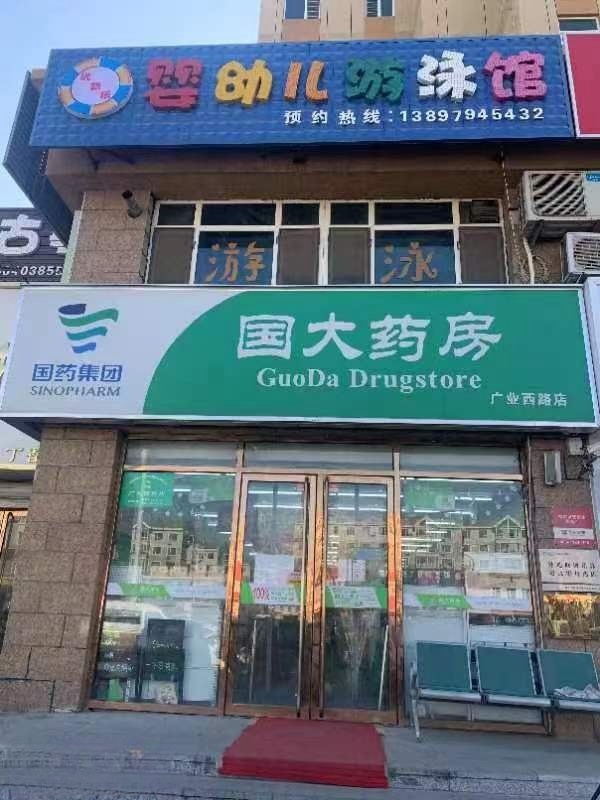 婴幼儿游泳馆
预约热线:13897945432
游泳
国药集团
SINOPHARM
国大药房
GuoDa Drugstore
广业西路店
100%